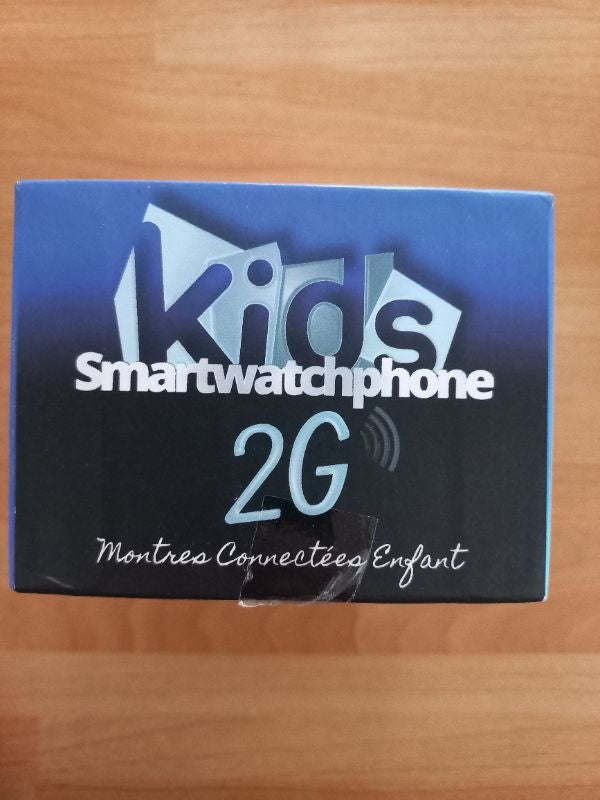 Kids
Smartwatchphone
2G
Montres Connectées Enfant